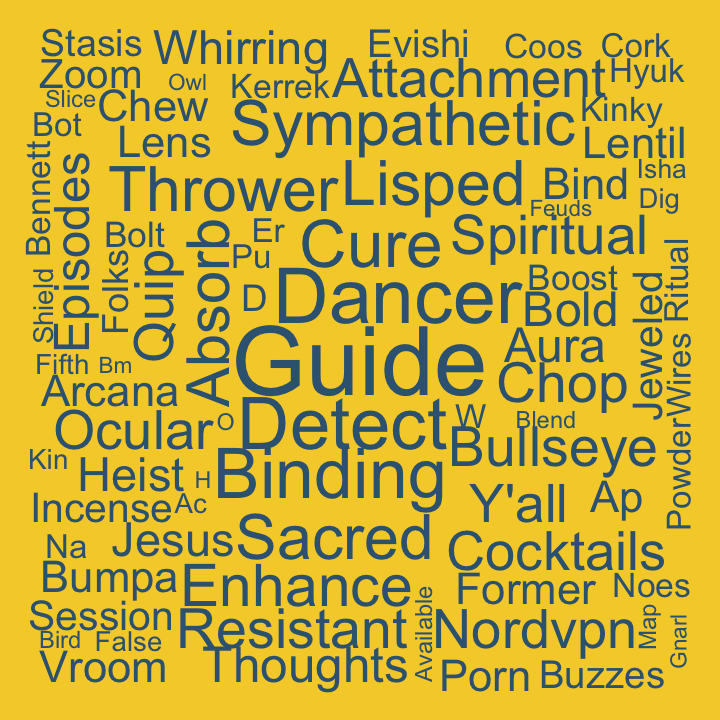 Stasis
Whirring
Evishi
Coos
Cork
Zoom
Owl
Kerrek
Attachment
Hyuk
Slice
Chew
Sympathetic
Kinky
Bot
Lens
Lentil
Bennett
Episodes
Thrower
Lisped
Bind
Isha
Dig
Feuds
Bolt
Er
Cure
Spiritual
Folks
Quip
Absorb
Pu
Boost
Ritual
Shield
D
Dancer
Bold
Jeweled
Guide
Aura
Wires
Fifth
Bm
Chop
Arcana
Ocular
O
Detect
W
Blend
Powder
Kin
Heist
H
Binding
Bullseye
Incense
Ac
Y'all
Ap
Na
Jesus
Sacred
Cocktails
Bumpa
Enhance
Former
Noes
Session
Available
Map
Gnarl
Bird
False
Resistant
Nordvpn
Vroom
Thoughts
Porn
Buzzes